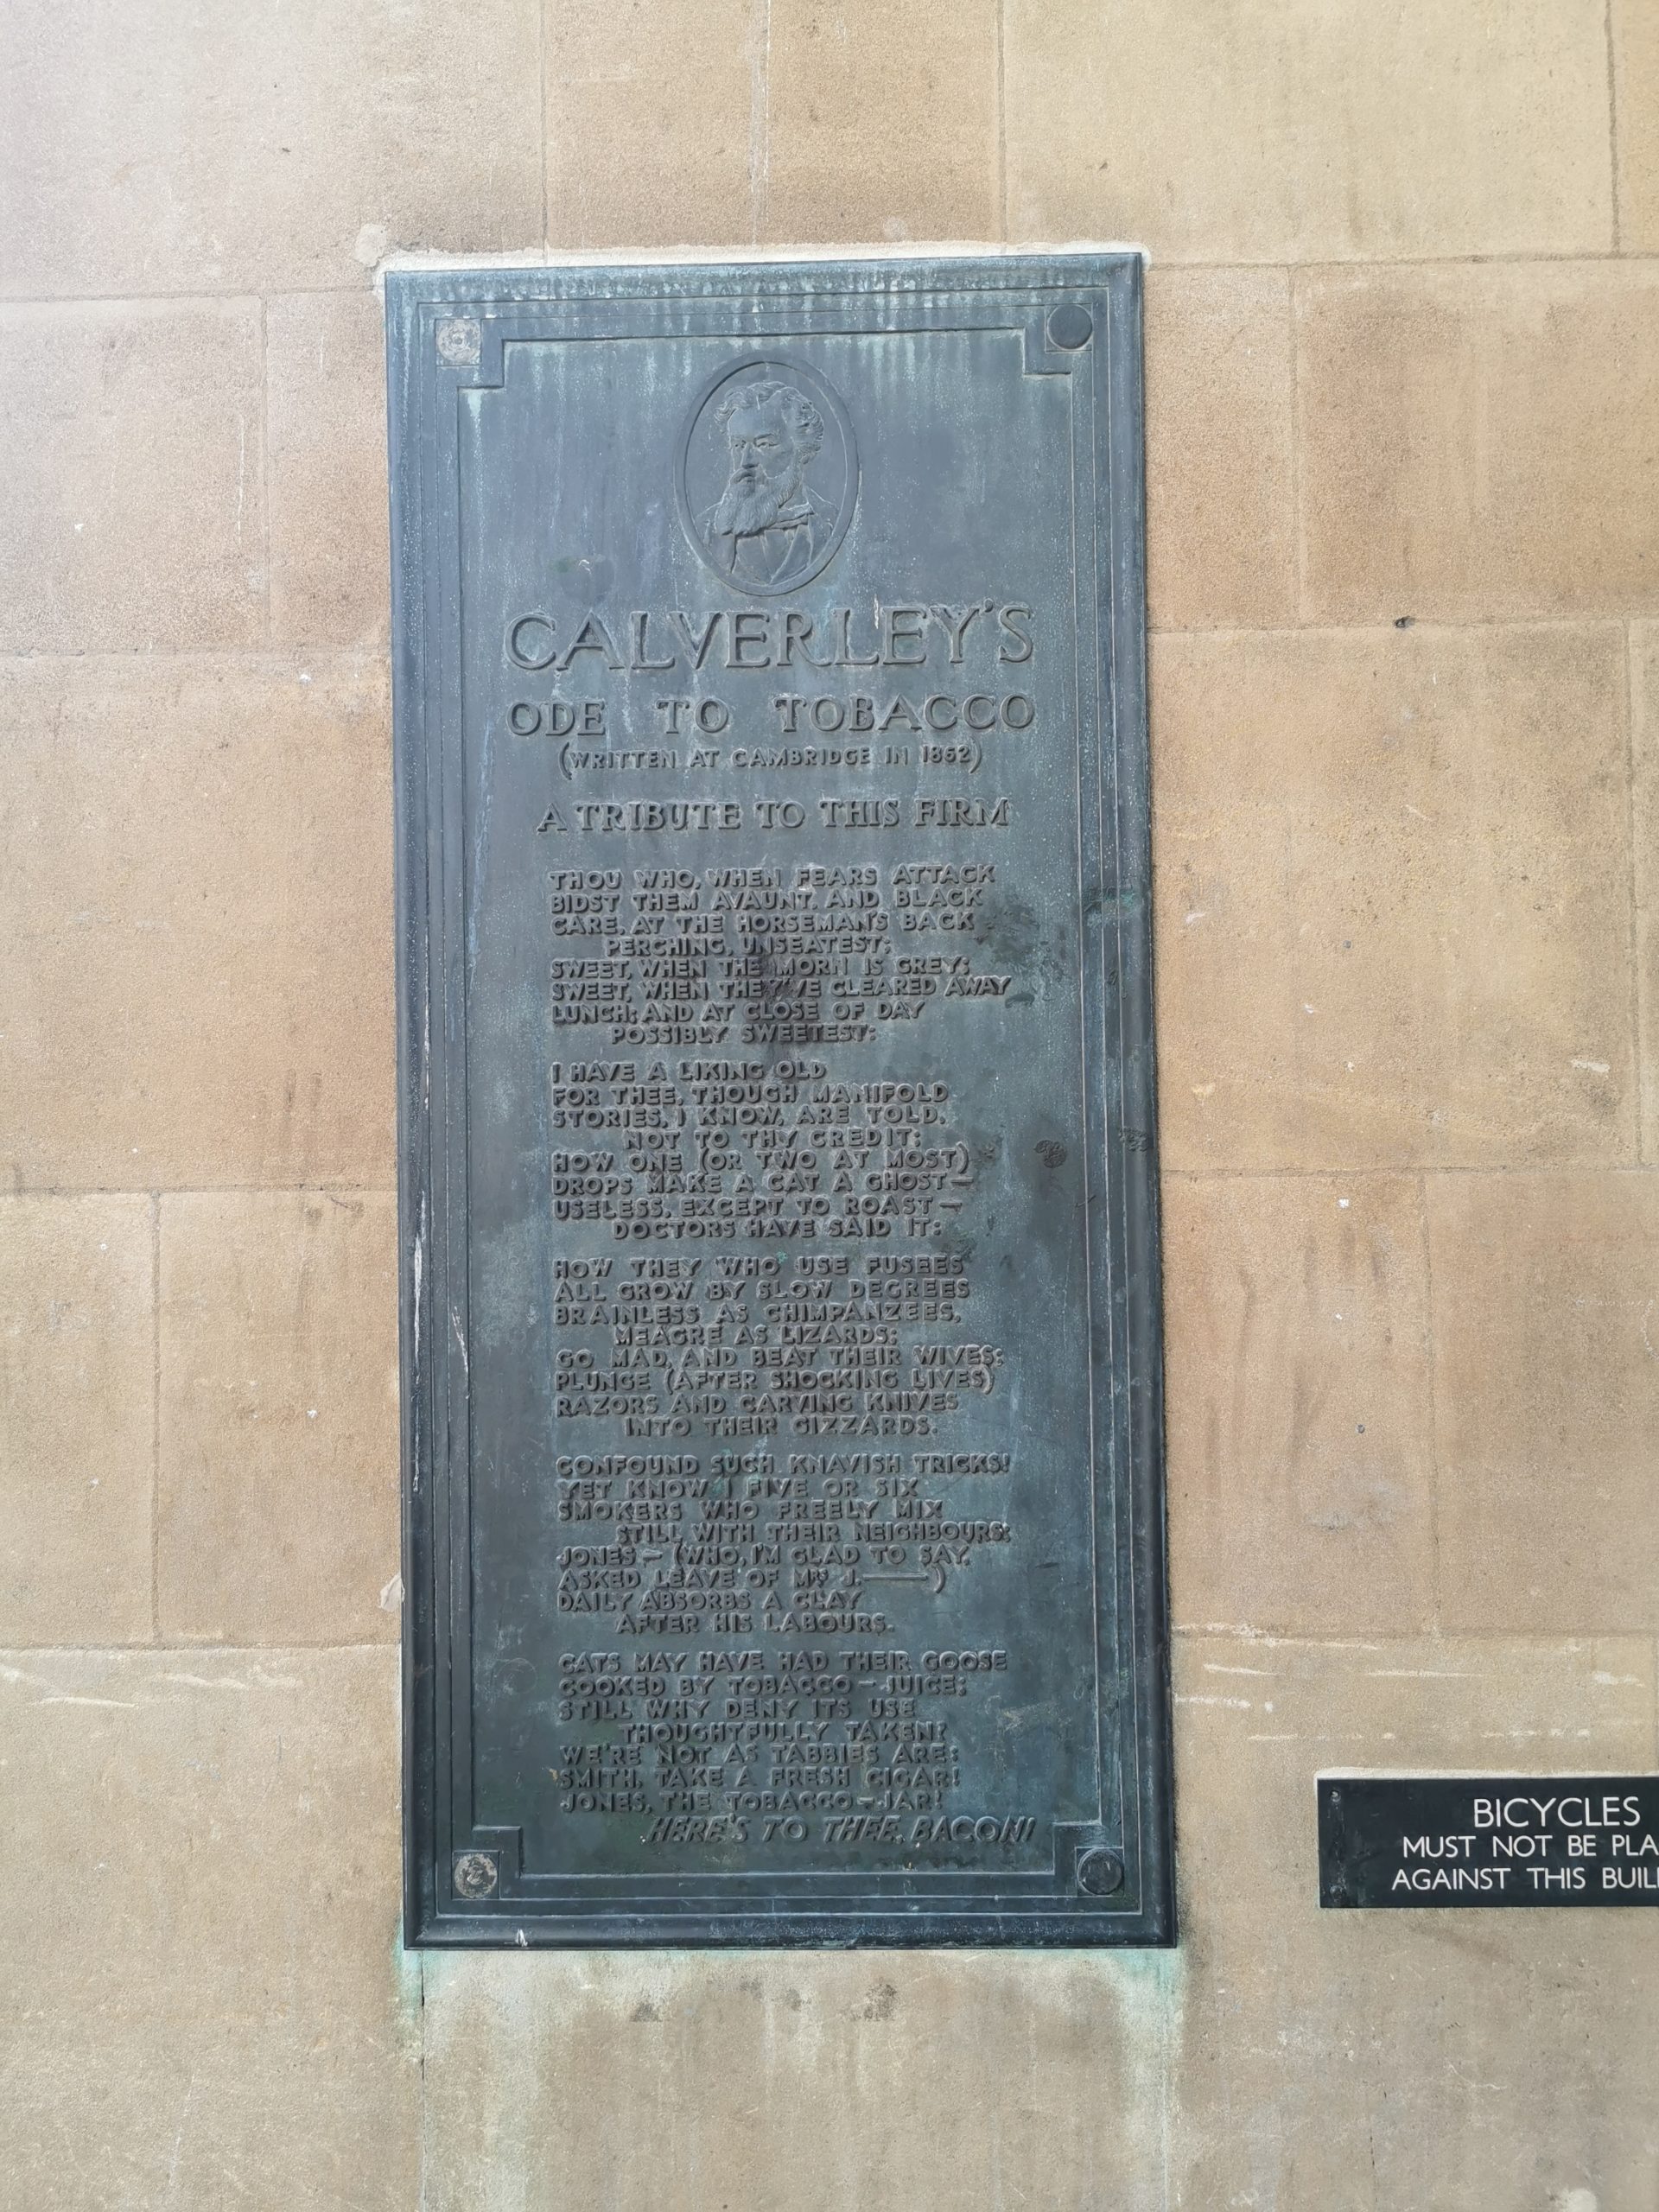 CALVERLEY'S
ODE TO TOBACCO
(WRITTEN AT CAMBRIDGE IN 1862)
A TRIBUTE TO THIS FIRM
THOU WHO, WHEN FEARS ATTACK
BIDST THEM AVAUNT, AND BLACK
CARE, AT THE HORSEMAN'S BACK
PERCHING, UNSEATEST;
SWEET, WHEN THE MORN IS GREY;
SWEET, WHEN THEY'VE CLEARED AWAY
LUNCH; AND AT CLOSE OF DAY
POSSIBLY SWEETEST:
I HAVE A LIKING OLD
FOR THEE, THOUGH MANIFOLD
STORIES, I KNOW, ARE TOLD,
NOT TO THY CREDIT;
HOW ONE (OR TWO AT MOST)
DROPS MAKE A CAT A GHOST—
USELESS, EXCEPT TO ROAST—
DOCTORS HAVE SAID IT:
HOW THEY WHO USE FUSEES
ALL GROW BY SLOW DEGREES
BRAINLESS AS CHIMPANZEES,
MEAGRE AS LIZARDS;
GO MAD, AND BEAT THEIR WIVES;
PLUNGE (AFTER SHOCKING LIVES)
RAZORS AND CARVING KNIVES
INTO THEIR GIZZARDS.
CONFOUND SUCH KNAVISH TRICKS!
YET KNOW I FIVE OR SIX
SMOKERS WHO FREELY MIX
STILL WITH THEIR NEIGHBOURS;
JONES— (WHO, I'M GLAD TO SAY,
ASKED LEAVE OF MRS J.——)
DAILY ABSORBS A CLAY
AFTER HIS LABOURS.
CATS MAY HAVE HAD THEIR GOOSE
COOKED BY TOBACCO—JUICE;
STILL WHY DENY ITS USE
THOUGHTFULLY TAKEN?
WE'RE NOT AS TABBIES ARE:
SMITH, TAKE A FRESH CIGAR!
JONES, THE TOBACCO—JAR!
HERE'S TO THEE, BACON!
BICYCLES
MUST NOT BE PLA
AGAINST THIS BUIL